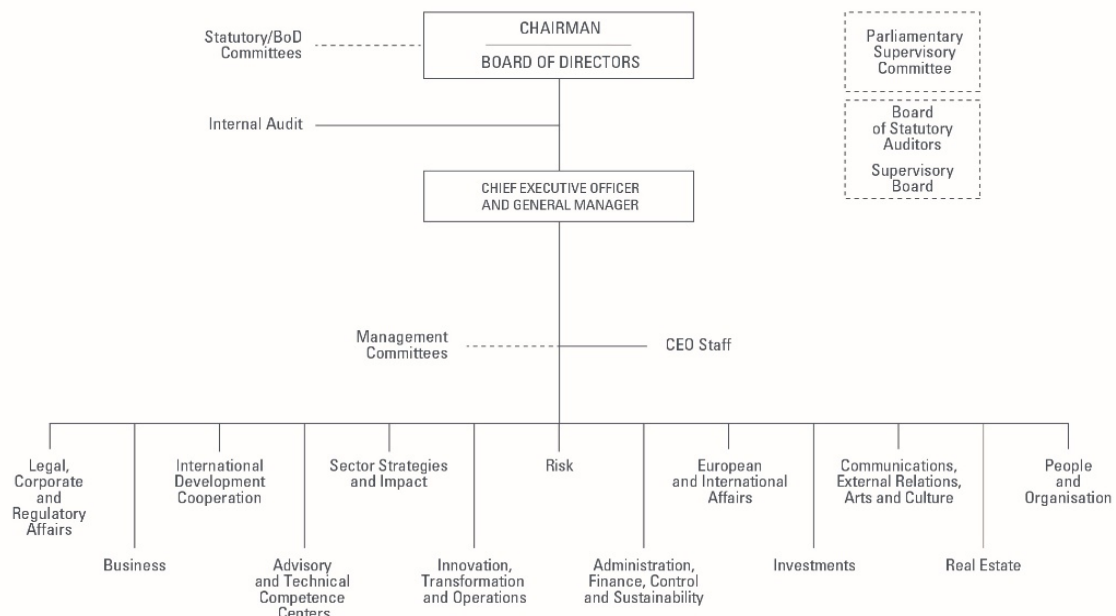 CHAIRMAN
BOARD OF DIRECTORS
Statutory/BoD
Committees
Parliamentary
Supervisory
Committee
Internal Audit
Board
of Statutory
Auditors
Supervisory
Board
CHIEF EXECUTIVE OFFICER
AND GENERAL MANAGER
Management
Committees
CEO Staff
Legal,
Corporate
and
Regulatory
Affairs
International
Development
Cooperation
Sector Strategies
and Impact
Risk
European
and International
Affairs
Communications,
External Relations,
Arts and Culture
People
and
Organisation
Business
Advisory
and Technical
Competence
Centers
Innovation,
Transformation
and Operations
Administration,
Finance, Control
and Sustainability
Investments
Real Estate